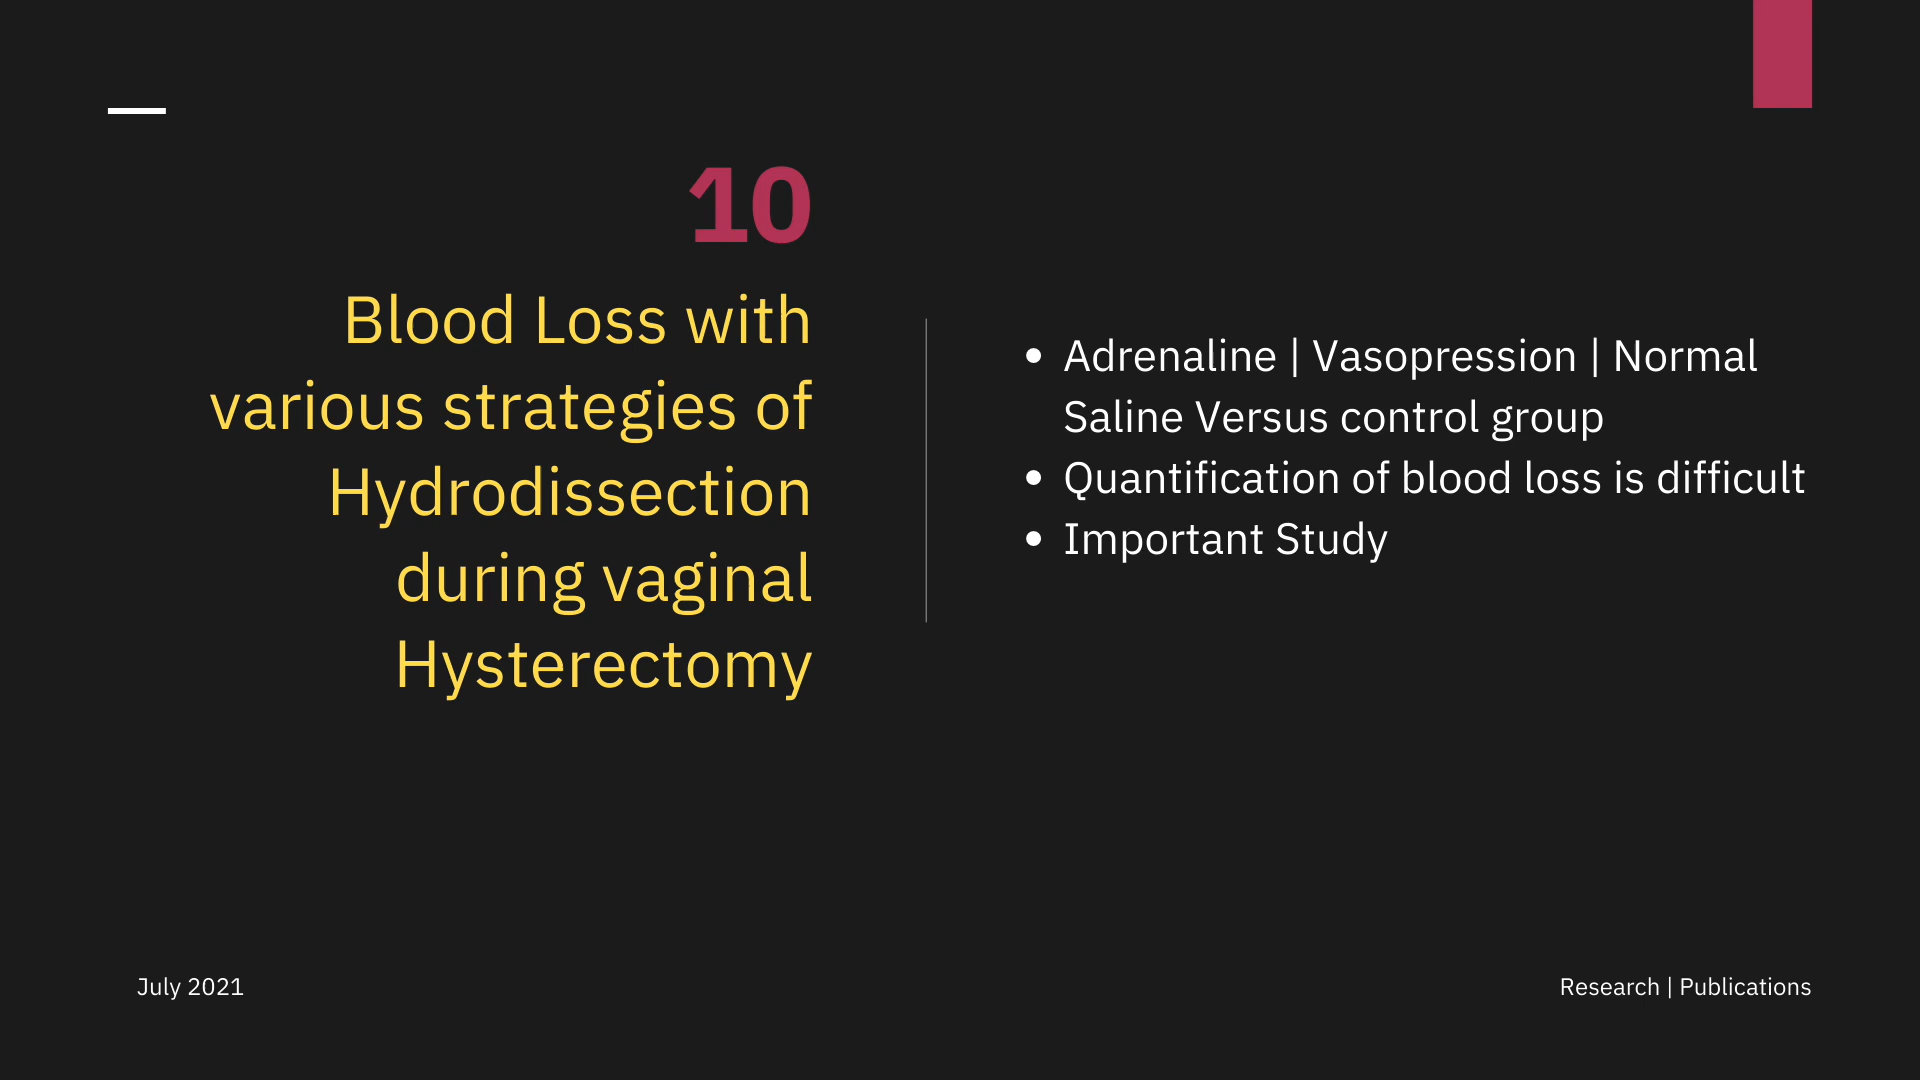 10
Blood Loss with
various strategies of
Hydrodissection
during vaginal
Hysterectomy
• Adrenaline | Vasopression | Normal
Saline Versus control group
• Quantification of blood loss is difficult
• Important Study
July 2021
Research | Publications